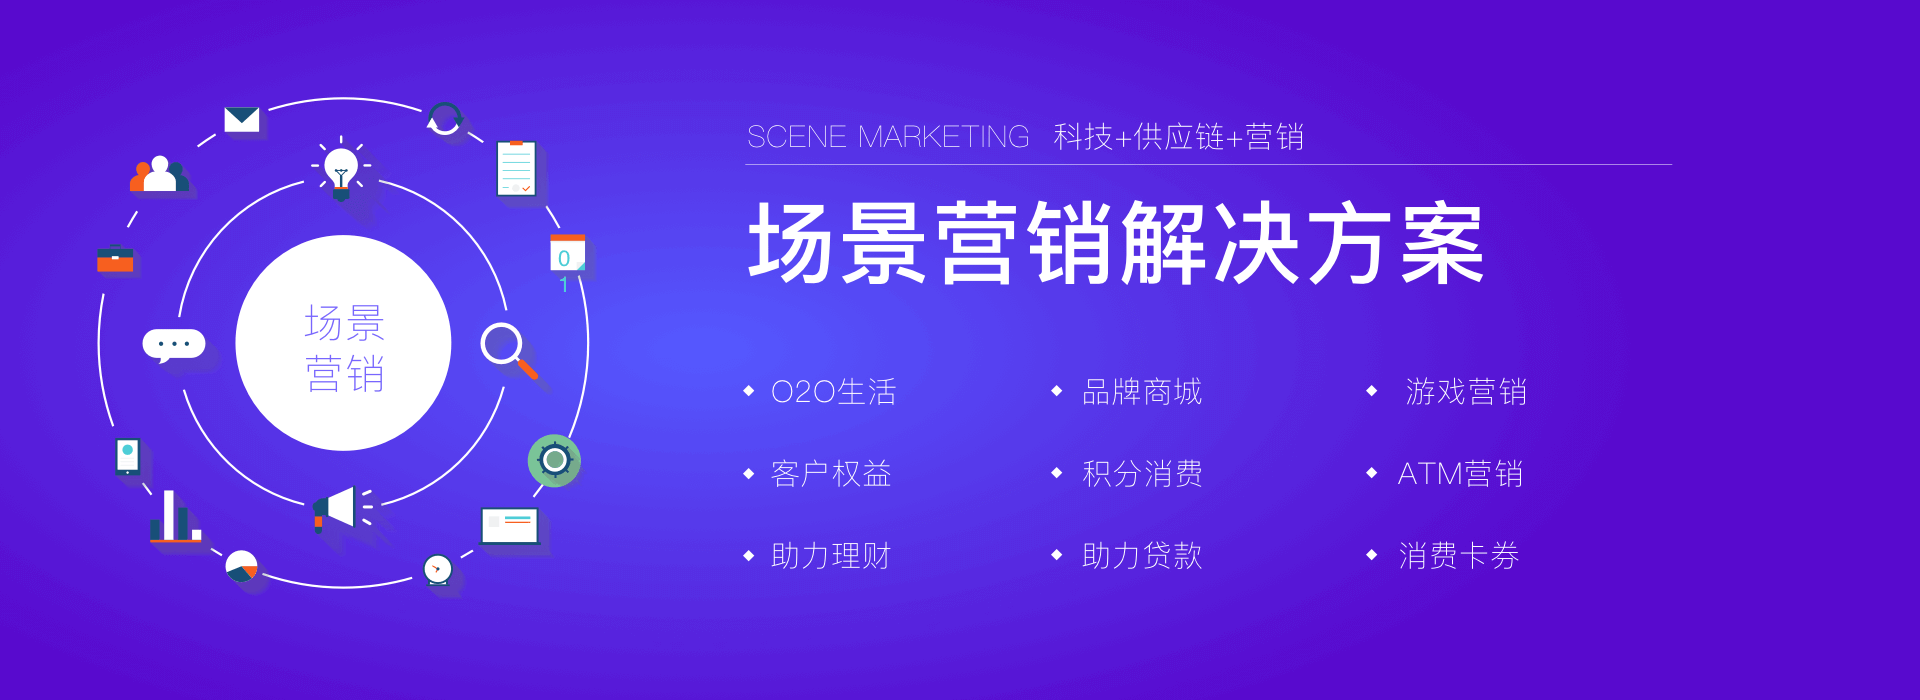 SCENE MARKETING 科技+供应链+营销
场景营销解决方案
场景
营销
0
1
O2O生活 品牌商城 游戏营销
客户权益 积分消费 ATM营销
助力理财 助力贷款 消费卡券